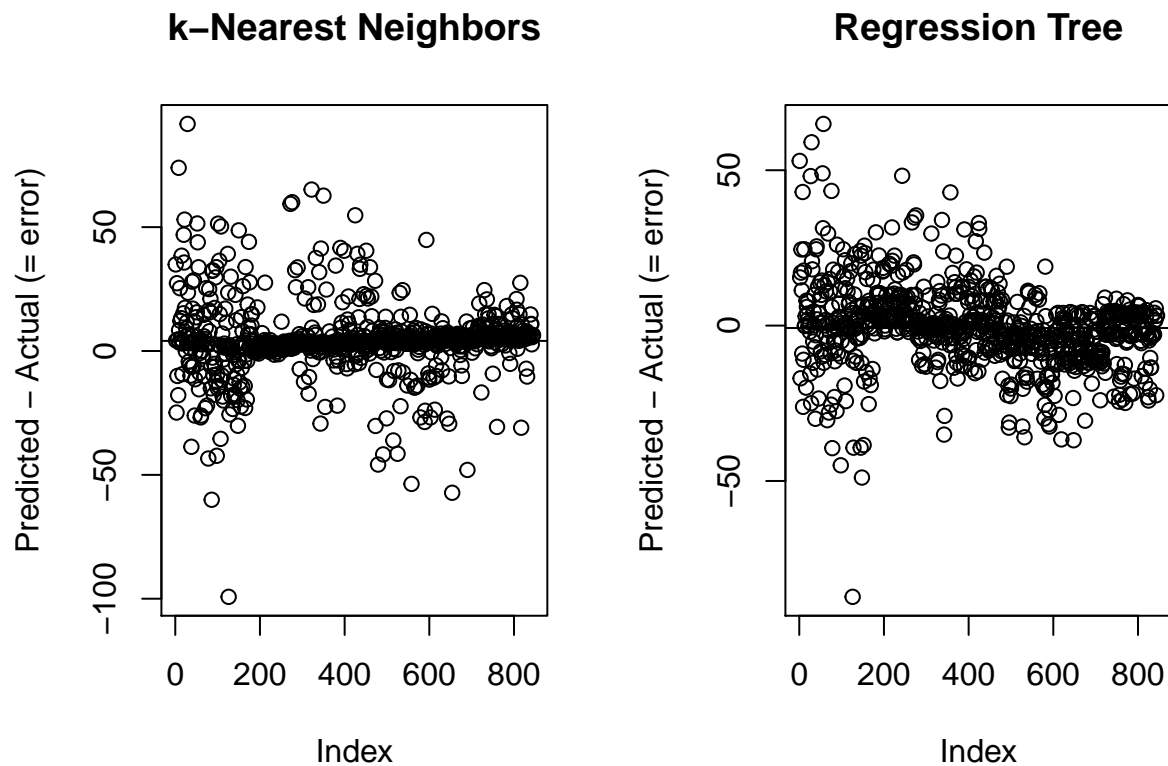 k−Nearest Neighbors
Predicted − Actual (= error)
50
0
−50
−100
0 200 400 600 800
Index
Regression Tree
Predicted − Actual (= error)
50
0
−50
0 200 400 600 800
Index